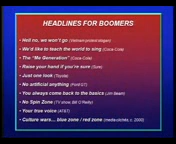 HEADLINES FOR BOOMERS
Hell no, we won't go (Vietnam protest slogan)
We'd like to teach the world to sing (Coca-Cola)
The "Me Generation" (Coca-Cola)
Raise your hand if you're sure (Sure)
Just one look (Toyota)
No artificial anything (Ford GT)
You always come back to the basics (Jim Beam)
No Spin Zone (TV show, Bill O'Reilly)
Your true voice (AT&T)
Culture wars... blue zone / red zone (media clichés, c. 2000)